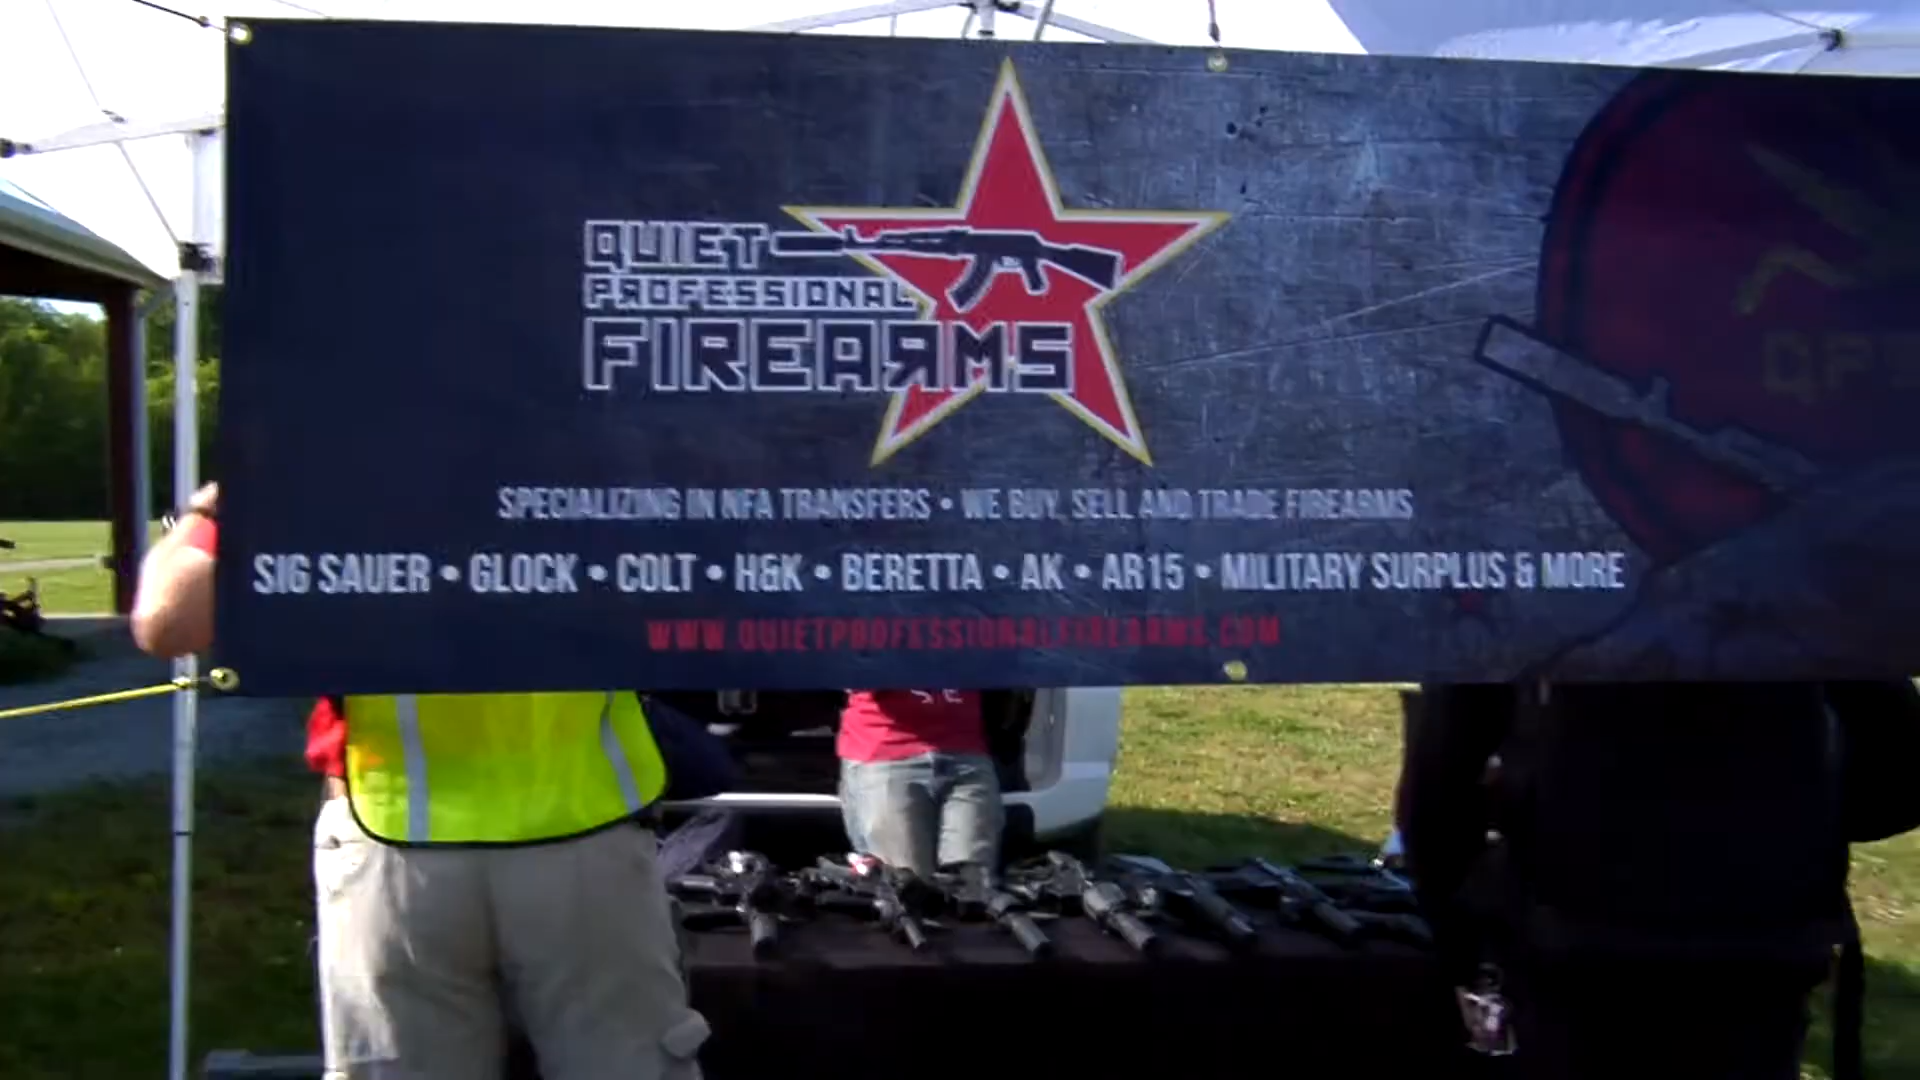 QUIET
PROFESSIONAL
FIREARMS
SPECIALIZING IN NFA TRANSFERS • WE BUY, SELL AND TRADE FIREARMS
SIG SAUER • GLOCK • COLT • H&K • BERETTA • AK • AR15 • MILITARY SURPLUS & MORE
WWW.QUIETPROFESSIONALFIREARMS.COM